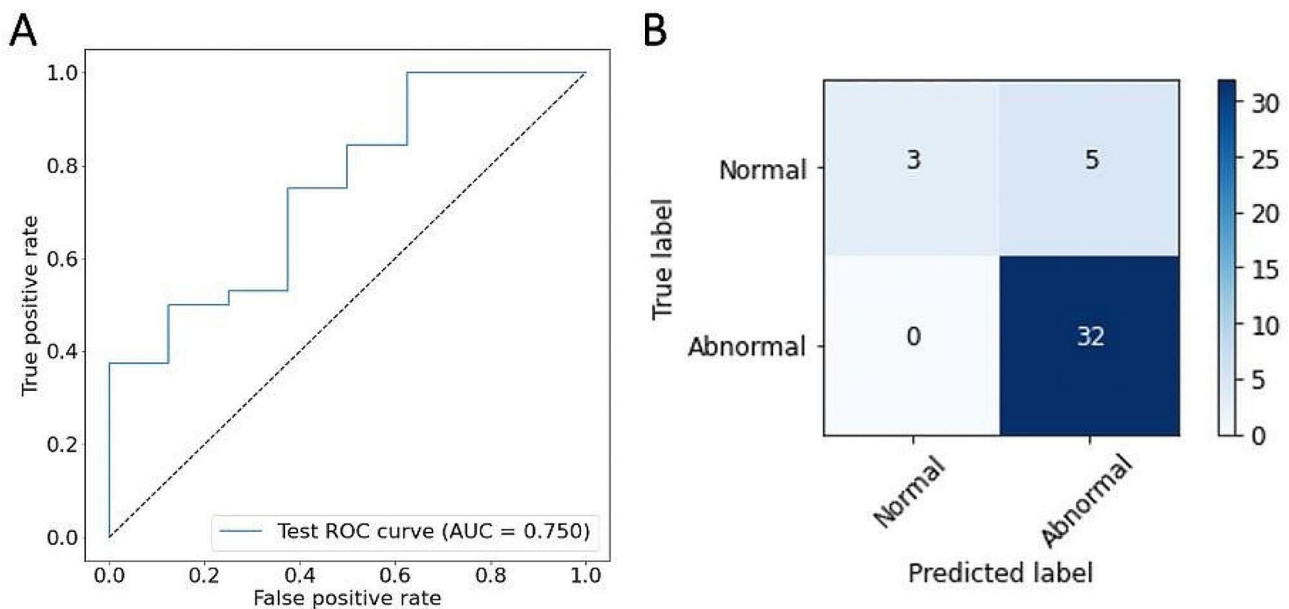 A
1.0
0.8
0.6
0.4
0.2
0.0
True positive rate
Test ROC curve (AUC = 0.750)
0.0 0.2 0.4 0.6 0.8 1.0
False positive rate
B
True label
Normal
3 5
Abnormal
0 32
Normal Abnormal
Predicted label
30
25
20
15
10
5
0